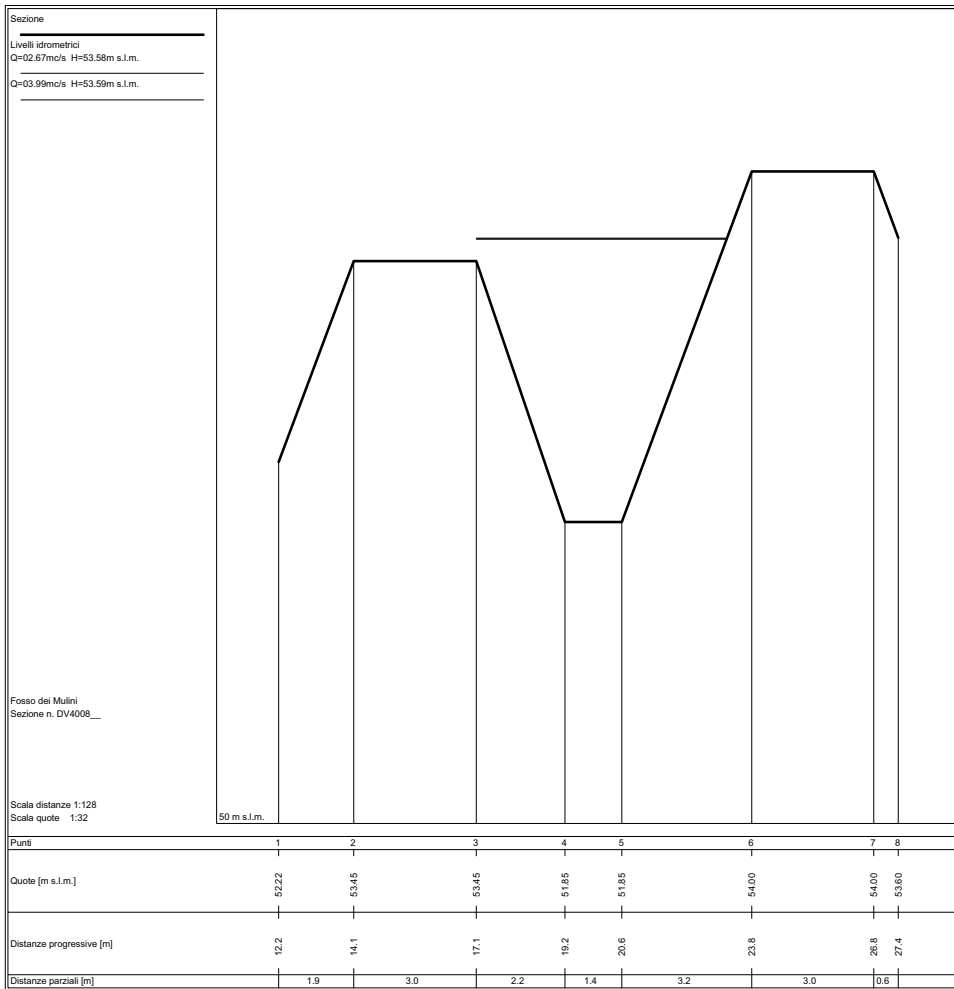 Sezione
Livelli idrometrici
Q=02.67mc/s H=53.58m s.l.m.
Q=03.99mc/s H=53.59m s.l.m.
Fosso dei Mulini
Sezione n. DV4008__
Scala distanze 1:128
Scala quote 1:32
50 m s.l.m.
Punti 1 2 3 4 5 6 7 8
Quote [m s.l.m.] 52.22 53.45 53.45 51.85 51.85 54.00 54.00 53.60
Distanze progressive [m] 12.2 14.1 17.1 19.2 20.6 23.8 26.8 27.4
Distanze parziali [m] 1.9 3.0 2.2 1.4 3.2 3.0 0.6